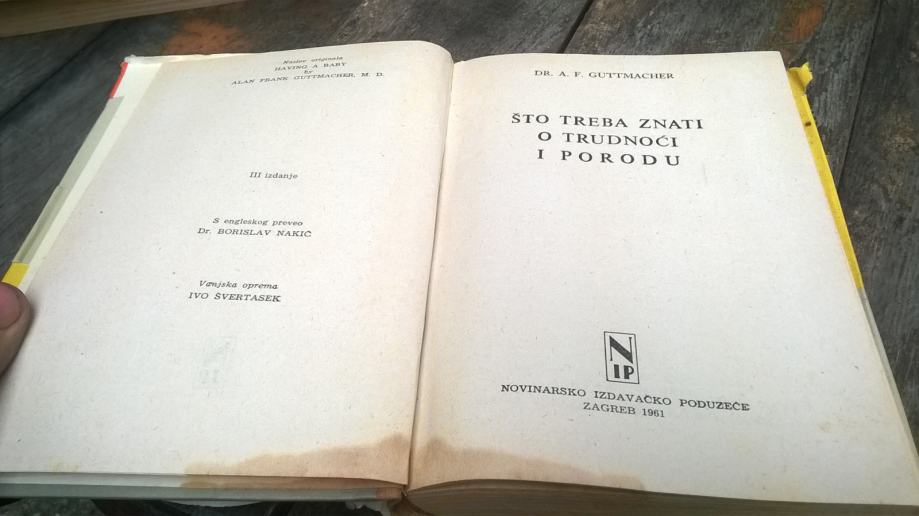 Naslov originala
HAVING A BABY
by
ALAN FRANK GUTTMACHER, M. D.
III izdanje
S engleskog preveo
Dr. BORISLAV NAKIĆ
Vanjska oprema
IVO ŠVERTASEK
DR. A. F. GUTTMACHER
ŠTO TREBA ZNATI
O TRUDNOĆI
I PORODU
N
IP
NOVINARSKO IZDAVAČKO PODUZEĆE
ZAGREB 1961